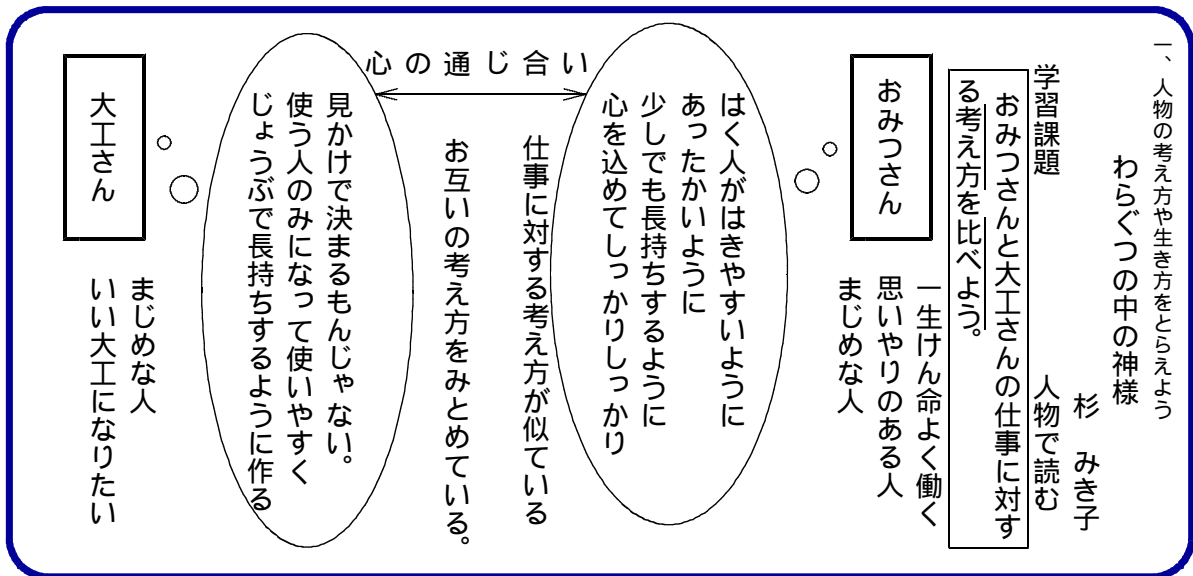 一、人物の考え方や生き方をとらえよう
わらぐつの中の神様
杉 みき子
学習課題
人物で読む
おみつさんと大工さんの仕事に対す
る考え方を比べよう。
おみつさん
一生けん命よく働く
思いやりのある人
まじめな人
はく人がはきやすいように
あったかいように
少しでも長持ちするように
心を込めてしっかりしっかり
心の通じ合い
仕事に対する考え方が似ている
お互いの考え方をみとめている。
見かけで決まるもんじゃない。
使う人のみになって使いやすく
じょうぶで長持ちするように作る
大工さん
まじめな人
いい大工になりたい